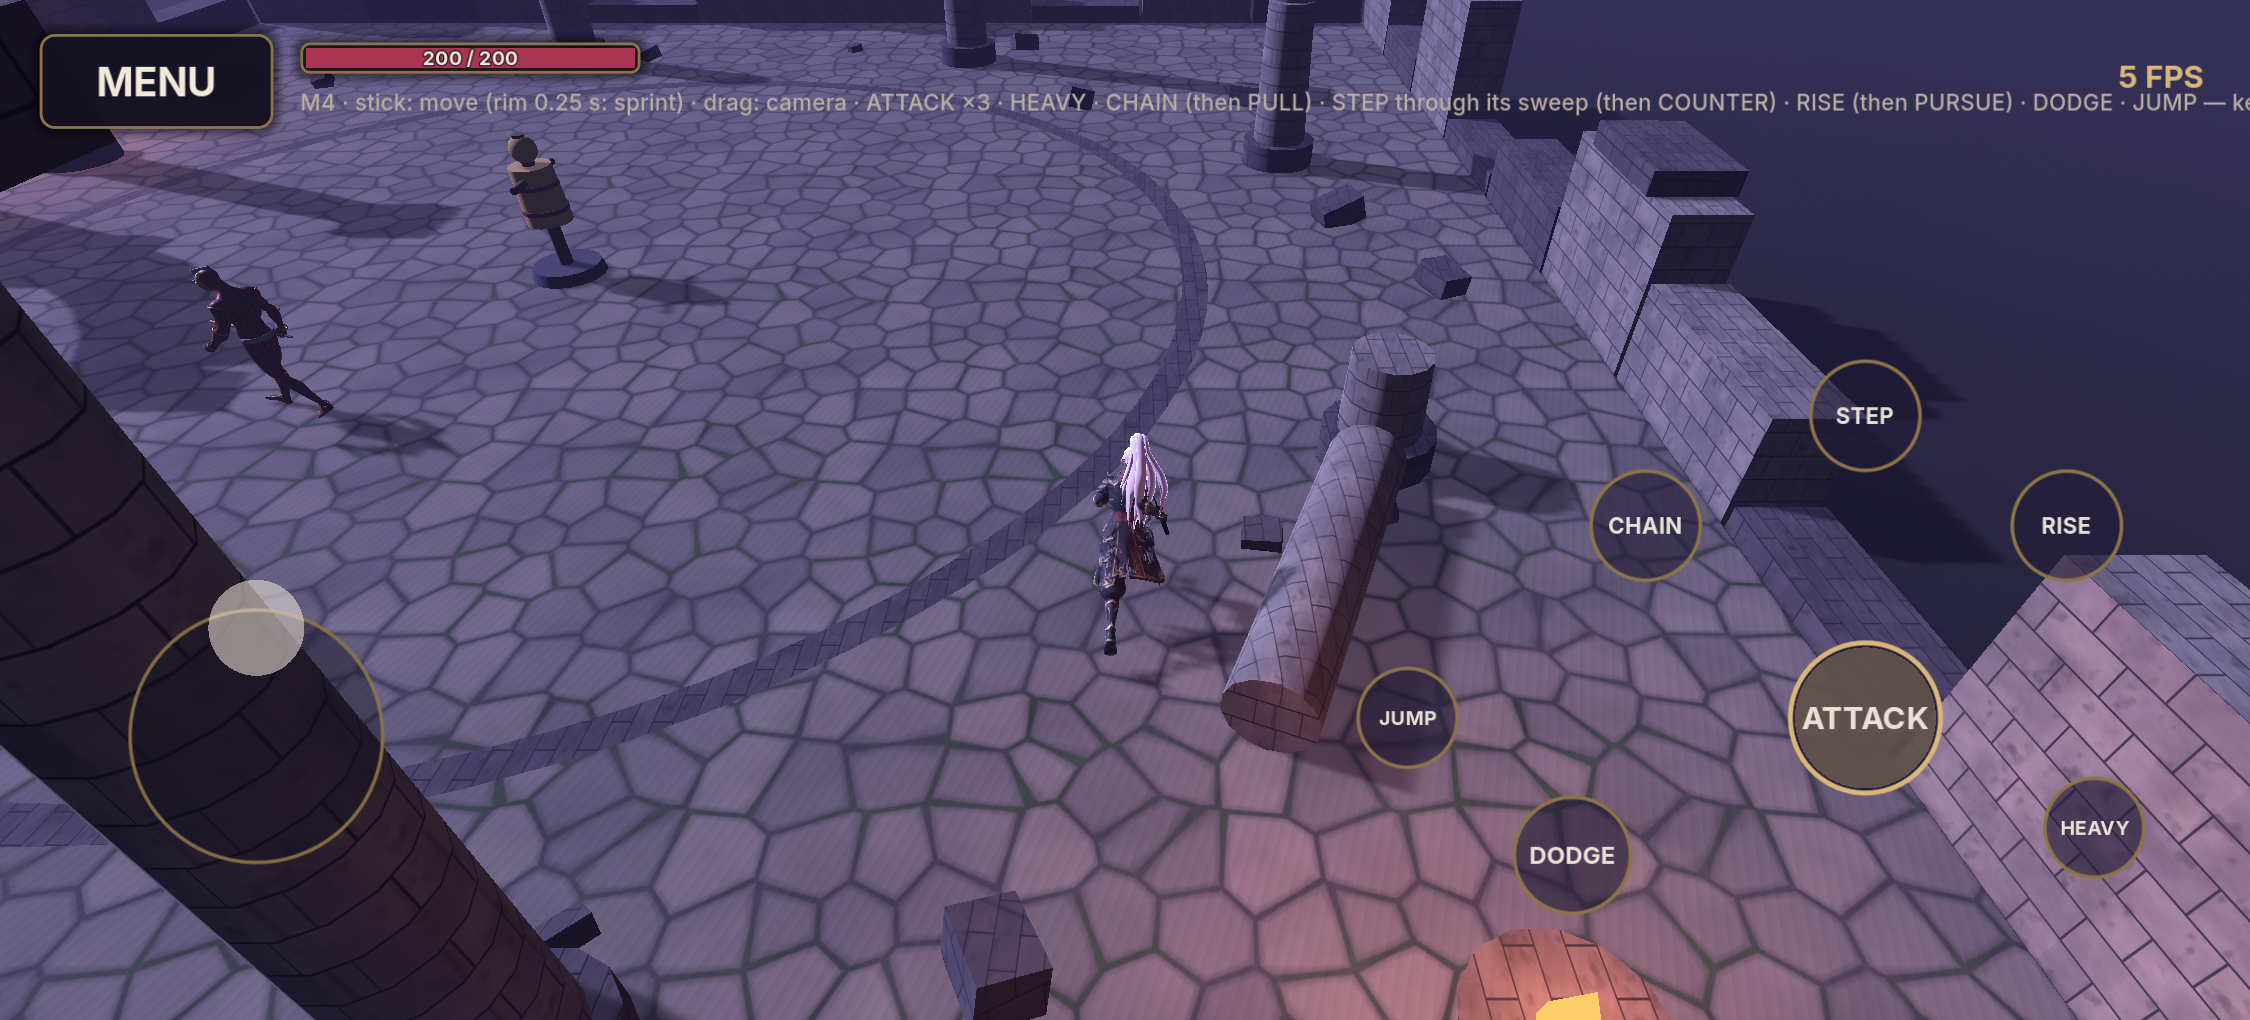 MENU
200 / 200
5 FPS
M4 · stick: move (rim 0.25 s: sprint) · drag: camera · ATTACK ×3 · HEAVY · CHAIN (then PULL) · STEP through its sweep (then COUNTER) · RISE (then PURSUE) · DODGE · JUMP —
STEP
CHAIN
RISE
JUMP
ATTACK
HEAVY
DODGE